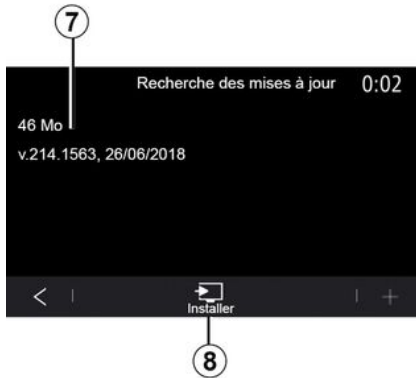 7
Recherche des mises à jour 0:02
46 Mo
v.214.1563, 26/06/2018
Installer
8